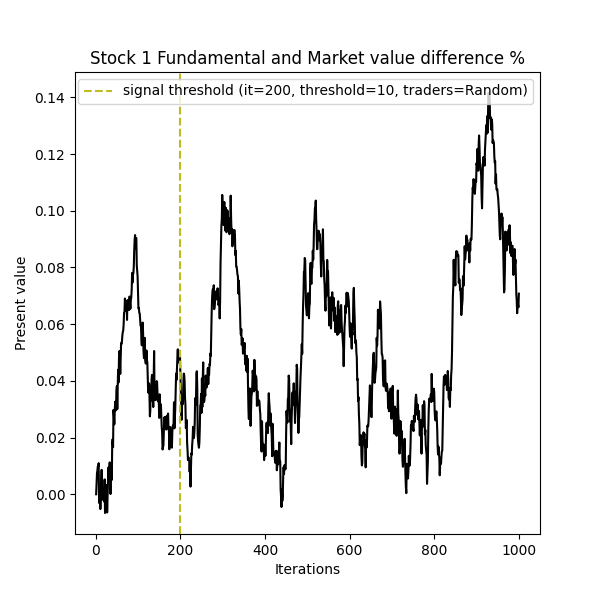 Stock 1 Fundamental and Market value difference %
signal threshold (it=200, threshold=10, traders=Random)
0.14
0.12
0.10
0.08
0.06
0.04
0.02
0.00
Present value
0 200 400 600 800 1000
Iterations